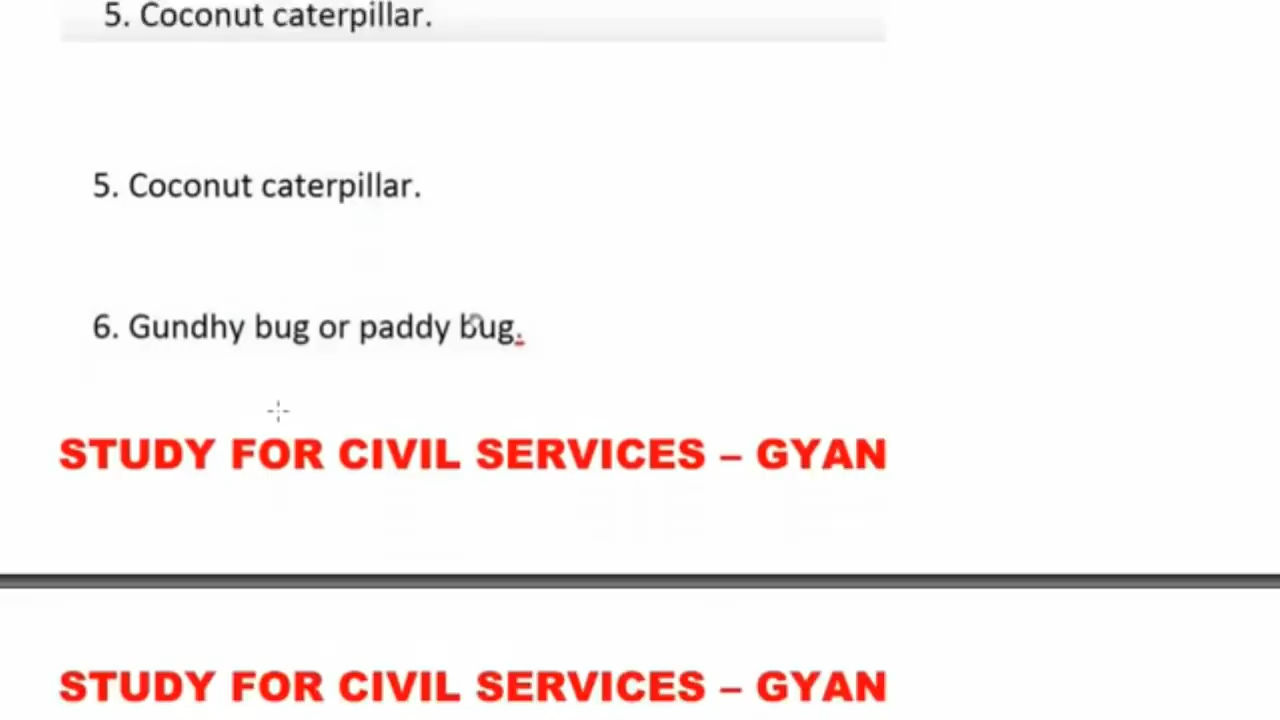 5. Coconut caterpillar.
5. Coconut caterpillar.
6. Gundhy bug or paddy bug.
STUDY FOR CIVIL SERVICES – GYAN
STUDY FOR CIVIL SERVICES – GYAN